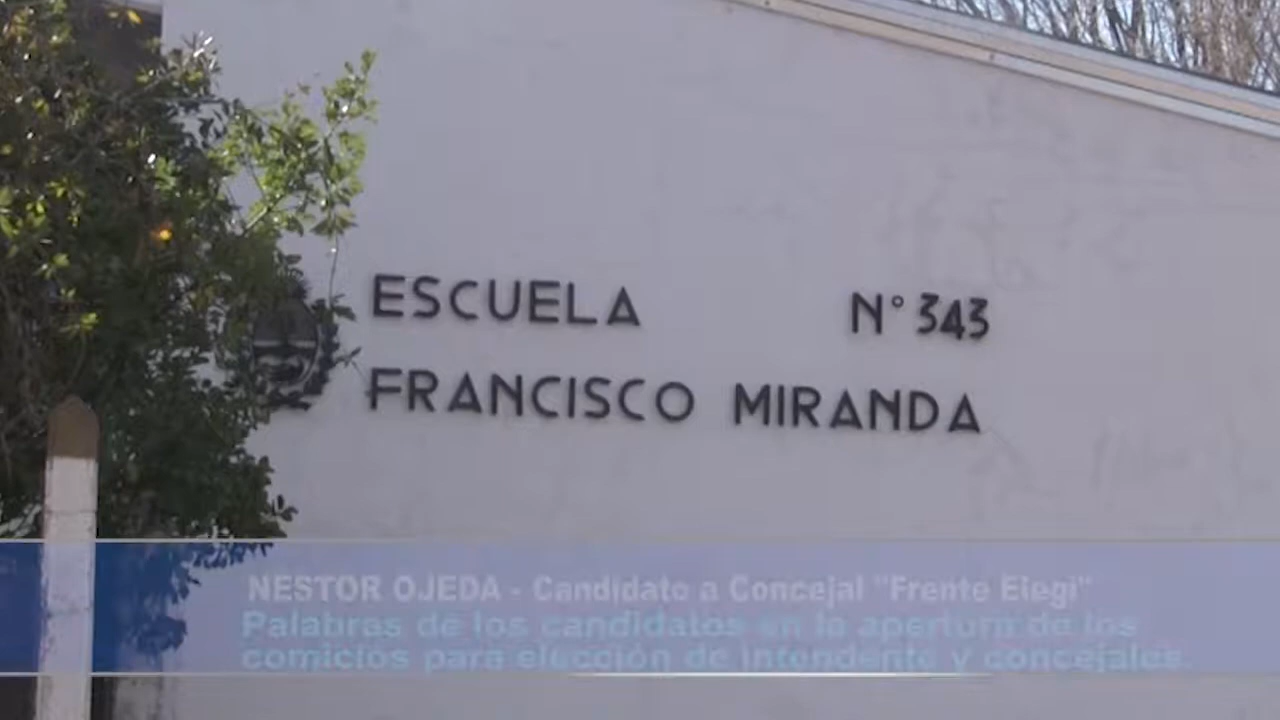 ESCUELA N° 343
FRANCISCO MIRANDA
NESTOR OJEDA - Candidato a Concejal "Frente Elegi"
Palabras de los candidatos en la apertura de los
comicios para elección de Intendente y concejales.